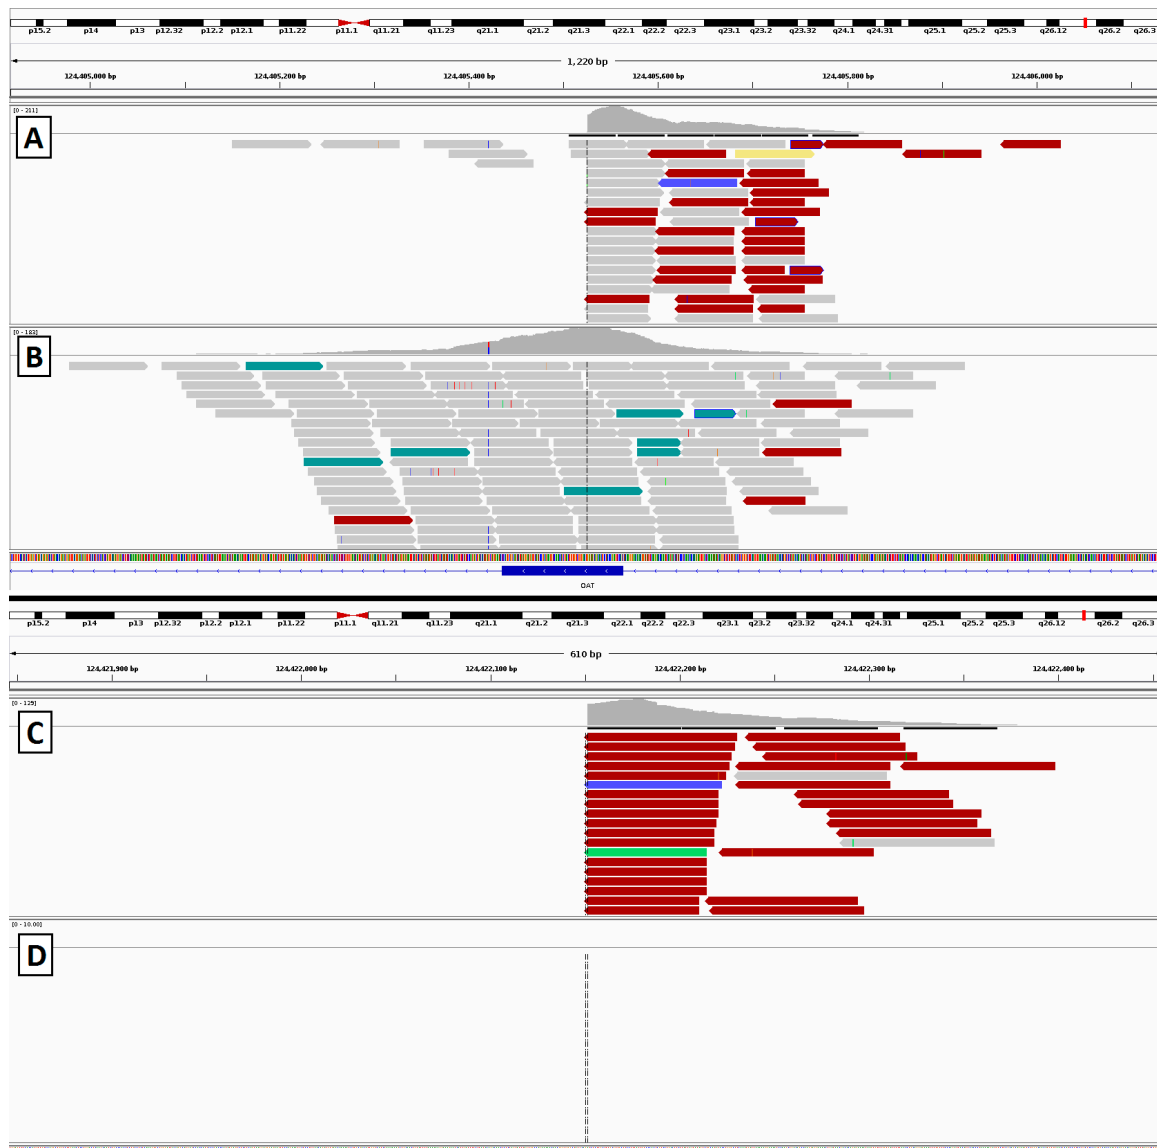 p15.2 p14 p13 p12.32 p12.2 p12.1 p11.22 p11.1 q11.21 q11.23 q21.1 q21.2 q21.3 q22.1 q22.2 q22.3 q23.1 q23.2 q23.32 q24.1 q24.31 q25.1 q25.2 q25.3 q26.12 q26.2 q26.3
1,220 bp
124,405,000 bp 124,405,200 bp 124,405,400 bp 124,405,600 bp 124,405,800 bp 124,406,000 bp
[0 - 211]
A
[0 - 183]
B
OAT
p15.2 p14 p13 p12.32 p12.2 p12.1 p11.22 p11.1 q11.21 q11.23 q21.1 q21.2 q21.3 q22.1 q22.2 q22.3 q23.1 q23.2 q23.32 q24.1 q24.31 q25.1 q25.2 q25.3 q26.12 q26.2 q26.3
610 bp
124,421,900 bp 124,422,000 bp 124,422,100 bp 124,422,200 bp 124,422,300 bp 124,422,400 bp
[0 - 129]
C
[0 - 10.00]
D